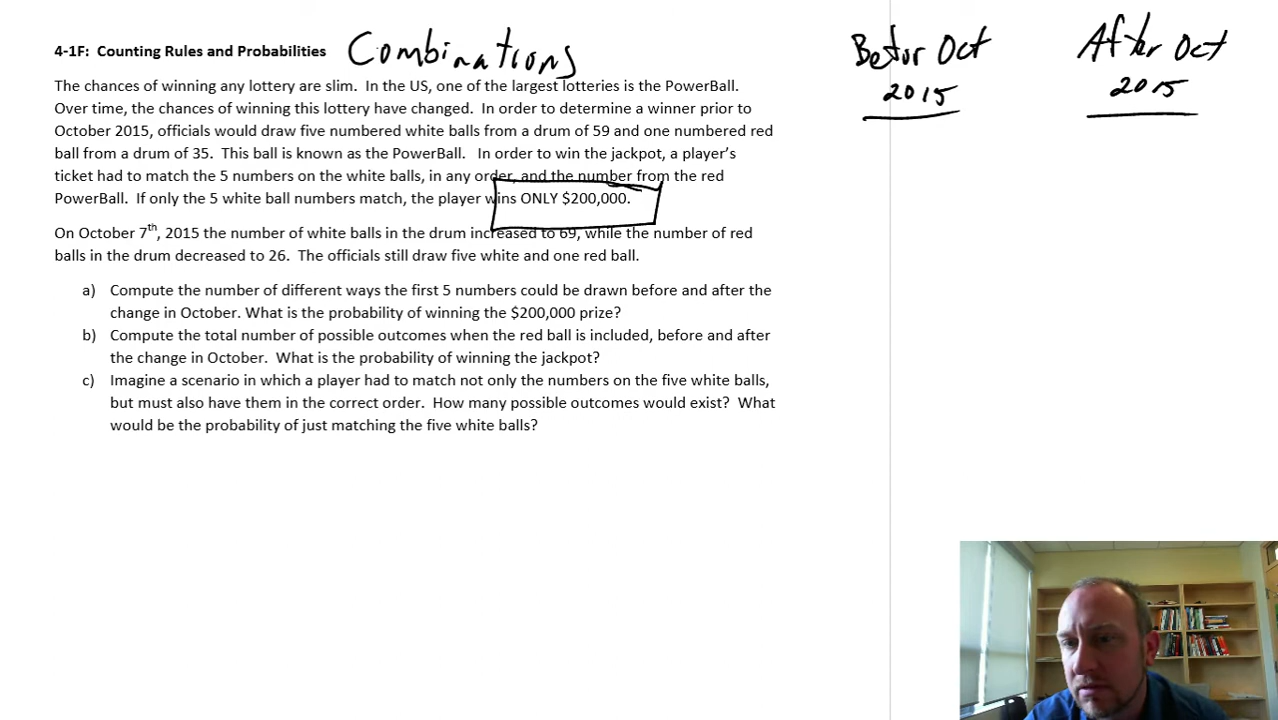 4-1F: Counting Rules and Probabilities Combinations
The chances of winning any lottery are slim. In the US, one of the largest lotteries is the PowerBall.
Over time, the chances of winning this lottery have changed. In order to determine a winner prior to
October 2015, officials would draw five numbered white balls from a drum of 59 and one numbered red
ball from a drum of 35. This ball is known as the PowerBall. In order to win the jackpot, a player's
ticket had to match the 5 numbers on the white balls, in any order, and the number from the red
PowerBall. If only the 5 white ball numbers match, the player wins ONLY $200,000.
On October 7th, 2015 the number of white balls in the drum increased to 69, while the number of red
balls in the drum decreased to 26. The officials still draw five white and one red ball.
a) Compute the number of different ways the first 5 numbers could be drawn before and after the
change in October. What is the probability of winning the $200,000 prize?
b) Compute the total number of possible outcomes when the red ball is included, before and after
the change in October. What is the probability of winning the jackpot?
c) Imagine a scenario in which a player had to match not only the numbers on the five white balls,
but must also have them in the correct order. How many possible outcomes would exist? What
would be the probability of just matching the five white balls?
Befor Oct
2015
After Oct
2015